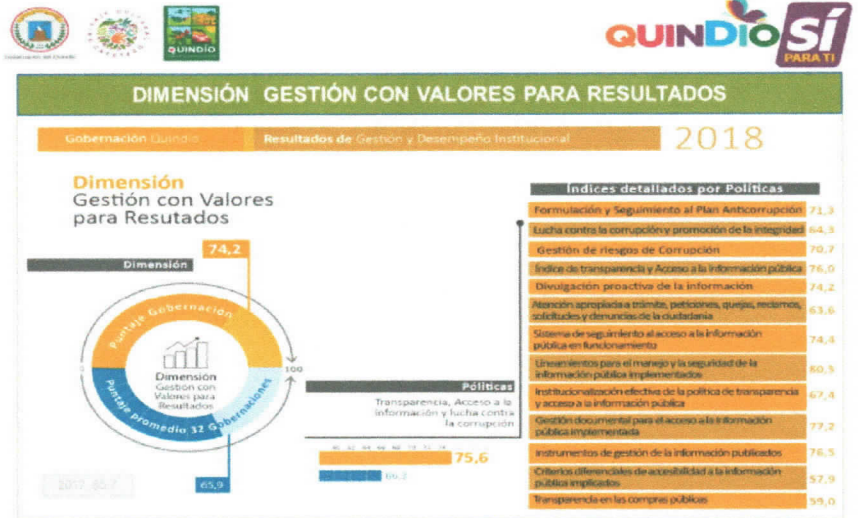 QUINDÍO
QUINDIO SÍ
PARA TI
DIMENSIÓN GESTIÓN CON VALORES PARA RESULTADOS
Gobernación Quindío
Resultados de Gestión y Desempeño Institucional
2018
Dimensión
Gestión con Valores
para Resutados
74,2
Dimensión
Puntaje Gobernación
0
100
Dimensión
Gestión con
Valores para
Resultados
Puntaje promedio 32 Gobernaciones
65,9
Políticas
Transparencia, Acceso a la
información y lucha contra
la corrupción
75,6
66,3
Índices detallados por Políticas
Formulación y Seguimiento al Plan Anticorrupción 71,3
Lucha contra la corrupción y promoción de la integridad 64,3
Gestión de riesgos de Corrupción 70,7
Índice de transparencia y Acceso a la información pública 76,0
Divulgación proactiva de la información 74,2
Atención apropiada a trámite, peticiones, quejas, reclamos,
solicitudes y denuncias de la ciudadanía 63,6
Sistema de seguimiento al acceso a la información
pública en funcionamiento 74,4
Lineamientos para el manejo y la seguridad de la
información pública implementados 80,3
Institucionalización efectiva de la política de transparencia
y acceso a la información pública 67,4
Gestión documental para el acceso a la información
pública implementada 77,2
Instrumentos de gestión de la información publicados 76,5
Criterios diferenciales de accesibilidad a la información
pública implicados 57,9
Transparencia en las compras públicas 59,0